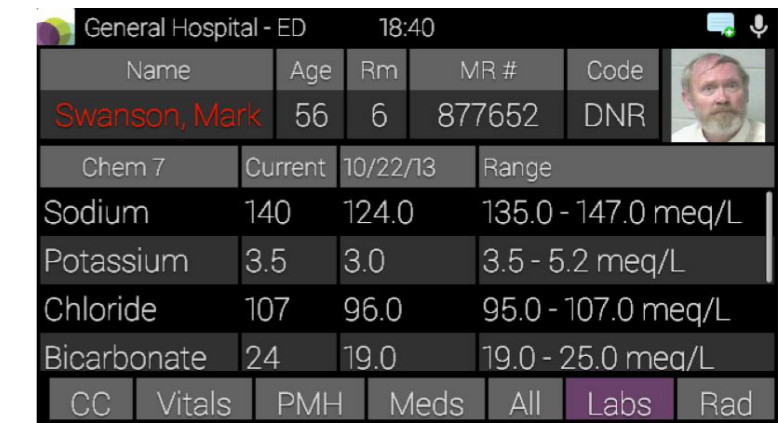 General Hospital - ED 18:40
Name Age Rm MR # Code
Swanson, Mark 56 6 877652 DNR
Chem 7 Current 10/22/13 Range
Sodium 140 124.0 135.0 - 147.0 meq/L
Potassium 3.5 3.0 3.5 - 5.2 meq/L
Chloride 107 96.0 95.0 - 107.0 meq/L
Bicarbonate 24 19.0 19.0 - 25.0 meq/L
CC Vitals PMH Meds All Labs Rad